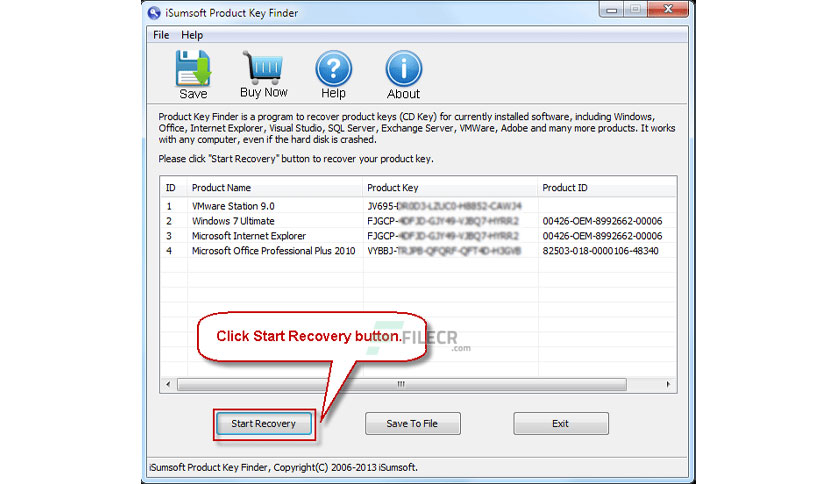 iSumsoft Product Key Finder
File Help
Save Buy Now Help About
Product Key Finder is a program to recover product keys (CD Key) for currently installed software, including Windows,
Office, Internet Explorer, Visual Studio, SQL Server, Exchange Server, VMWare, Adobe and many more products. It works
with any computer, even if the hard disk is crashed.
Please click "Start Recovery" button to recover your product key.
ID Product Name Product Key Product ID
1 VMware Station 9.0 JV695-
2 Windows 7 Ultimate FJGCP- 00426-OEM-8992662-00006
3 Microsoft Internet Explorer FJGCP- 00426-OEM-8992662-00006
4 Microsoft Office Professional Plus 2010 VYBBJ- 82503-018-0000106-48340
Click Start Recovery button.
FILECR
.com
Start Recovery Save To File Exit
iSumsoft Product Key Finder, Copyright(C) 2006-2013 iSumsoft.